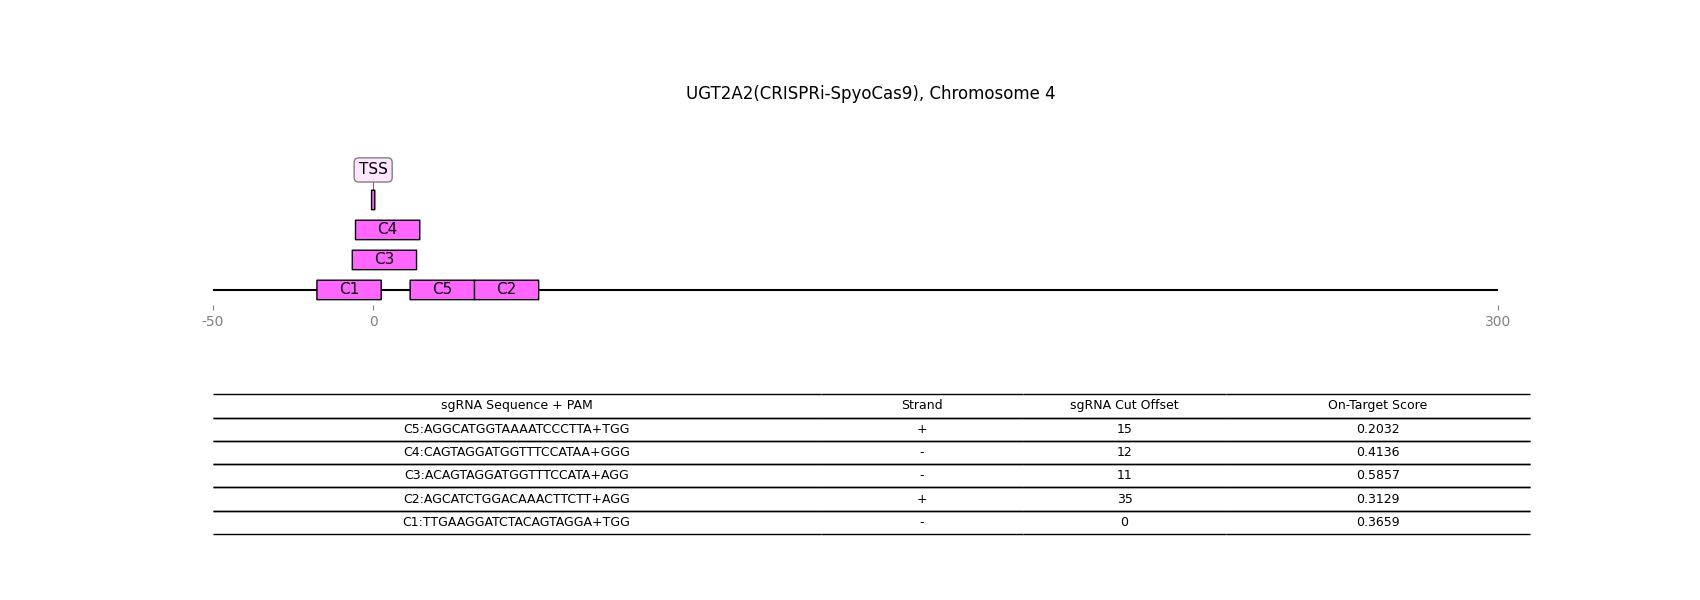 UGT2A2(CRISPRi-SpyoCas9), Chromosome 4
TSS
C4
C3
C1 C5 C2
-50 0 300
sgRNA Sequence + PAM Strand sgRNA Cut Offset On-Target Score
C5:AGGCATGGTAAAATCCCTTA+TGG + 15 0.2032
C4:CAGTAGGATGGTTTCCATAA+GGG - 12 0.4136
C3:ACAGTAGGATGGTTTCCATA+AGG - 11 0.5857
C2:AGCATCTGGACAAACTTCTT+AGG + 35 0.3129
C1:TTGAAGGATCTACAGTAGGA+TGG - 0 0.3659